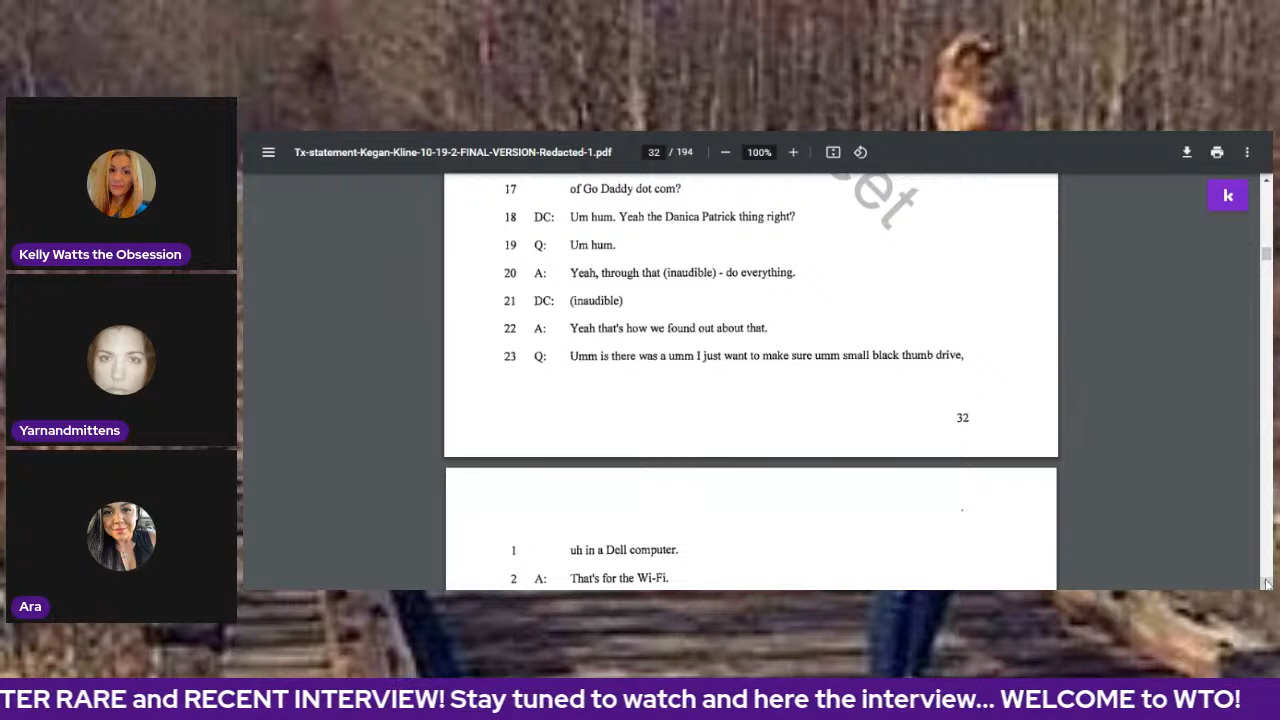 Tx-statement-Kegan-Kline-10-19-2-FINAL-VERSION-Redacted-1.pdf 32 / 194 100%
k
17 of Go Daddy dot com?
18 DC: Um hum. Yeah the Danica Patrick thing right?
19 Q: Um hum.
20 A: Yeah, through that (inaudible) - do everything.
21 DC: (inaudible)
22 A: Yeah that's how we found out about that.
23 Q: Umm is there was a umm I just want to make sure umm small black thumb drive,
32
1 uh in a Dell computer.
2 A: That's for the Wi-Fi.
Kelly Watts the Obsession
Yarnandmittens
Ara
TER RARE and RECENT INTERVIEW! Stay tuned to watch and here the interview... WELCOME to WTO!